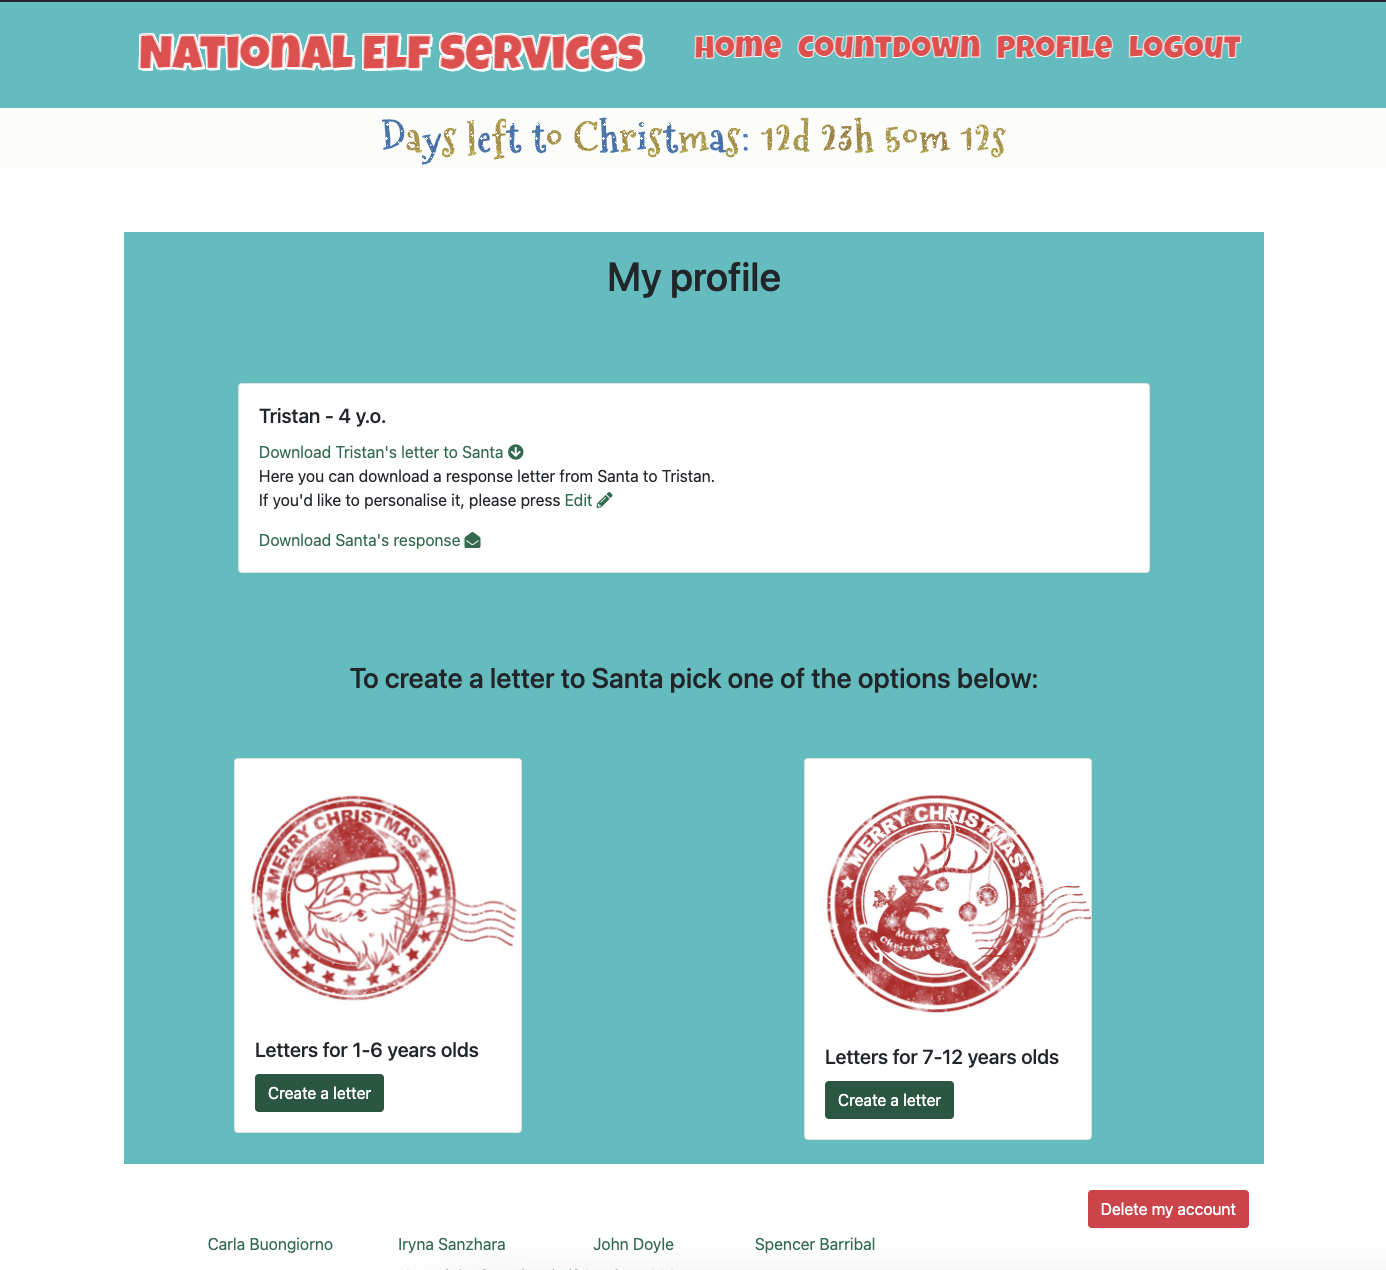 NATIONAL ELF SERVICES
HOME COUNTDOWN PROFILE LOGOUT
Days left to Christmas: 12d 23h 50m 12s
My profile
Tristan - 4 y.o.
Download Tristan's letter to Santa
Here you can download a response letter from Santa to Tristan.
If you'd like to personalise it, please press Edit
Download Santa's response
To create a letter to Santa pick one of the options below:
MERRY CHRISTMAS
Letters for 1-6 years olds
Create a letter
MERRY CHRISTMAS
Merry
Christmas
Letters for 7-12 years olds
Create a letter
Delete my account
Carla Buongiorno Iryna Sanzhara John Doyle Spencer Barribal